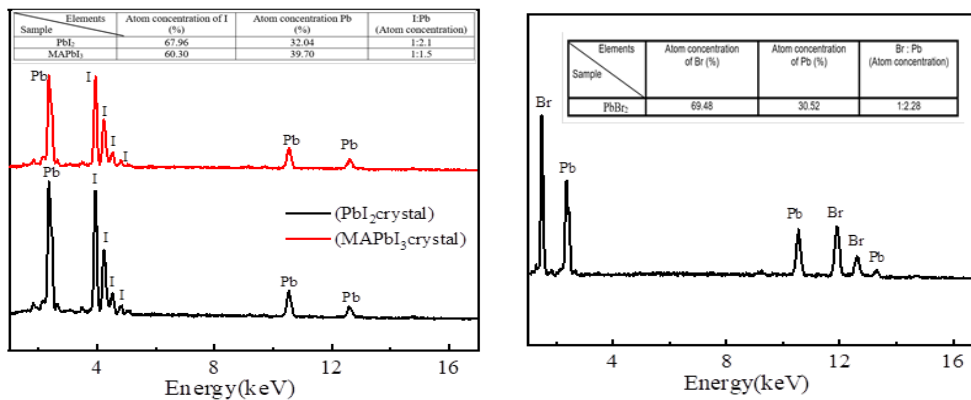 Elements Atom concentration of I Atom concentration Pb I:Pb
Sample (%) (%) (Atom concentration)
PbI₂ 67.96 32.04 1:2.1
MAPbI₃ 60.30 39.70 1:1.5
Pb I I I I Pb Pb
Pb I I I I Pb Pb
(PbI₂crystal)
(MAPbI₃crystal)
4 8 12 16
Energy(keV)
Elements Atom concentration Atom concentration Br : Pb
of Br (%) of Pb (%) (Atom concentration)
Sample
PbBr₂ 69.48 30.52 1:2.28
Br
Pb
Pb Br
Br Pb
4 8 12 16
Energy(keV)